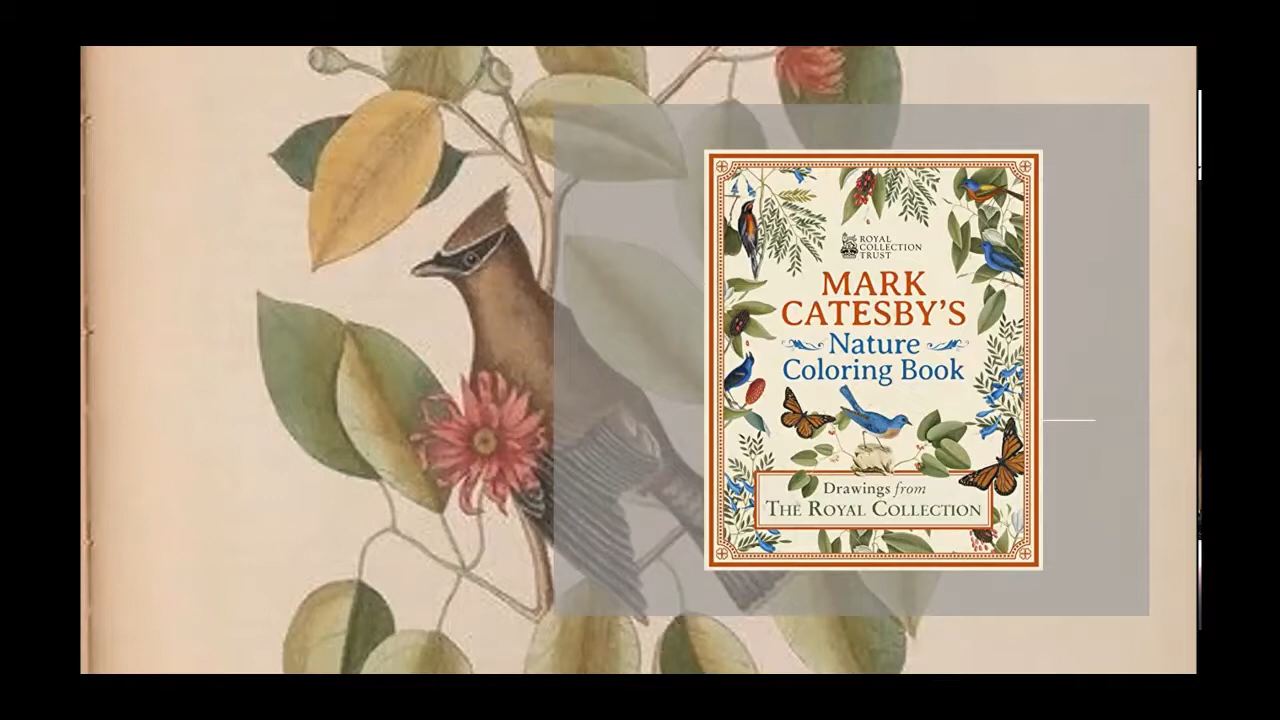 ROYAL
COLLECTION
TRUST
MARK
CATESBY'S
Nature
Coloring Book
Drawings from
THE ROYAL COLLECTION